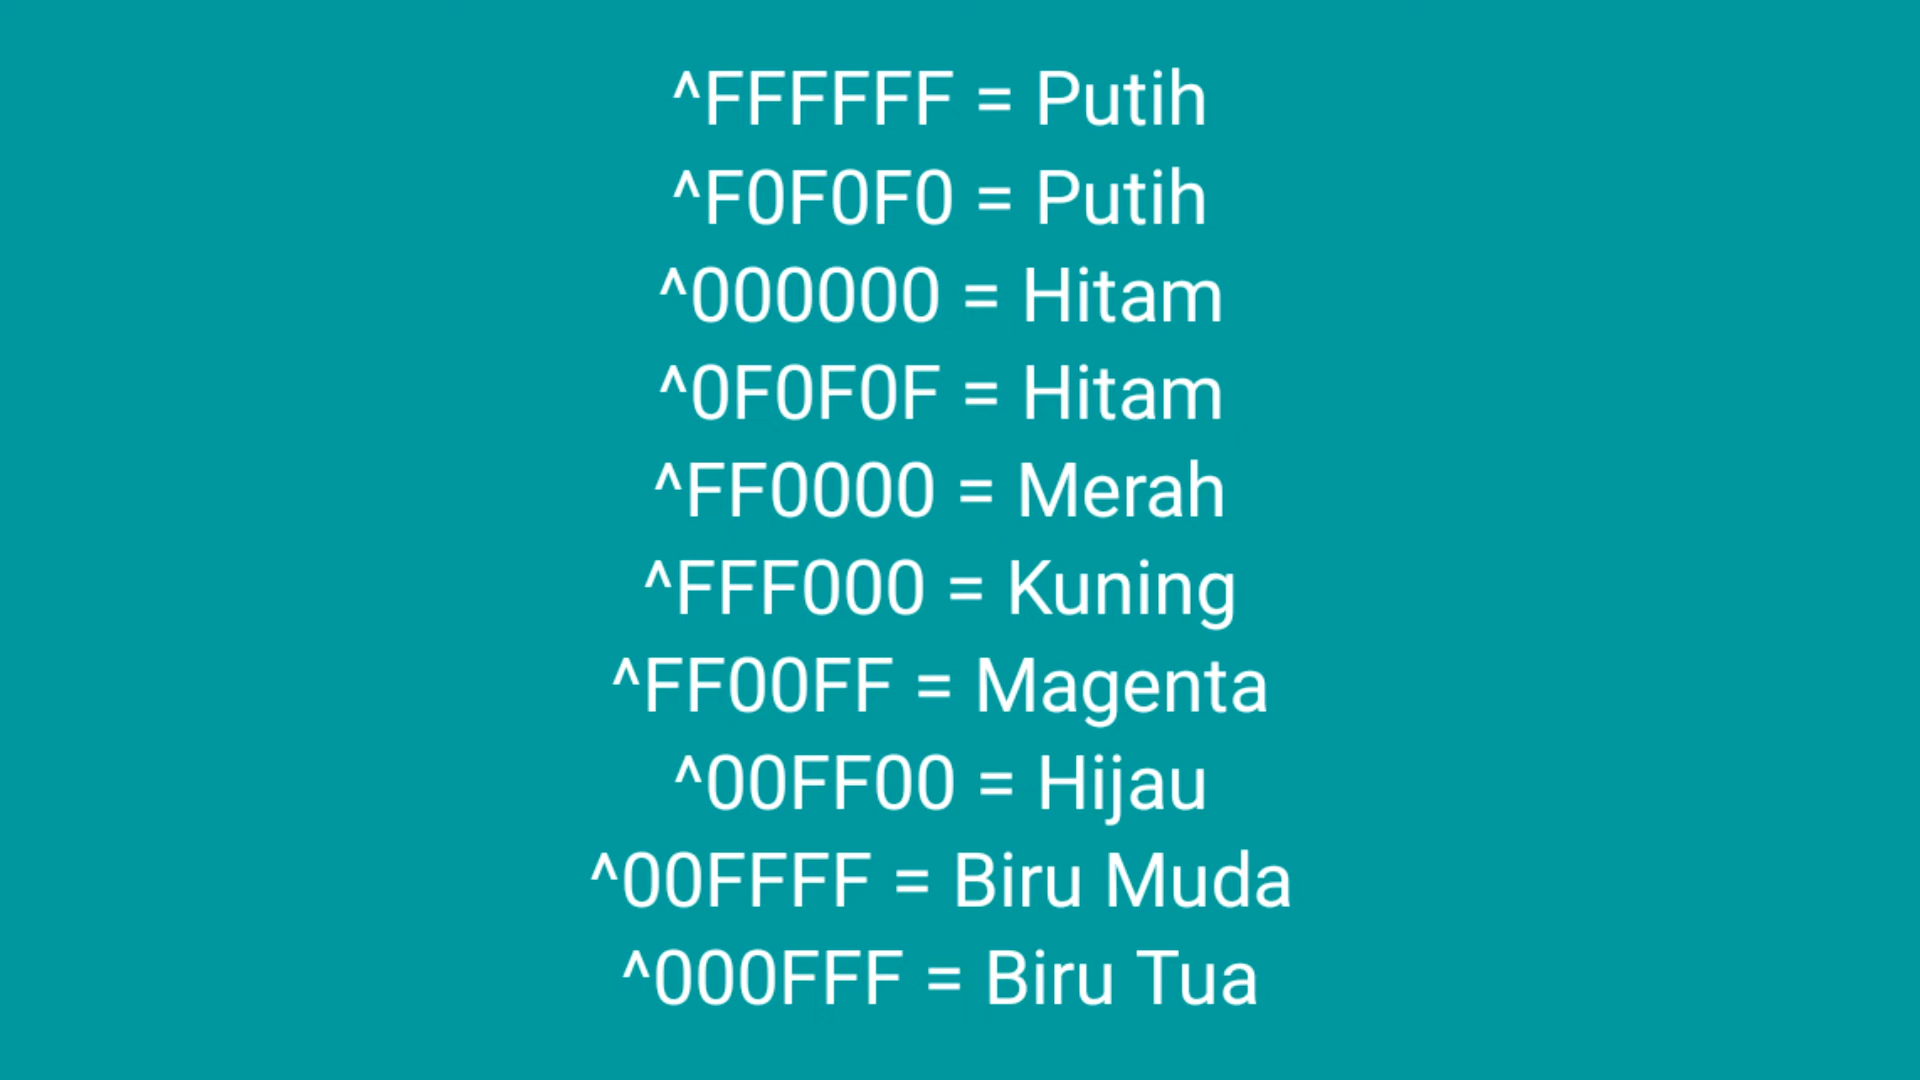 ^FFFFFF = Putih
^F0F0F0 = Putih
^000000 = Hitam
^0F0F0F = Hitam
^FF0000 = Merah
^FFF000 = Kuning
^FF00FF = Magenta
^00FF00 = Hijau
^00FFFF = Biru Muda
^000FFF = Biru Tua